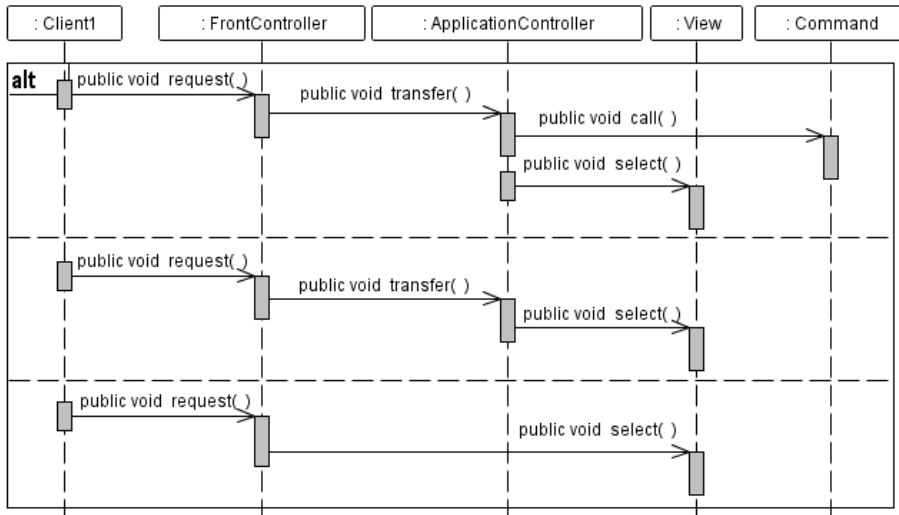 : Client1 : FrontController : ApplicationController : View : Command
alt
public void request( )
public void transfer( )
public void call( )
public void select( )
public void request( )
public void transfer( )
public void select( )
public void request( )
public void select( )